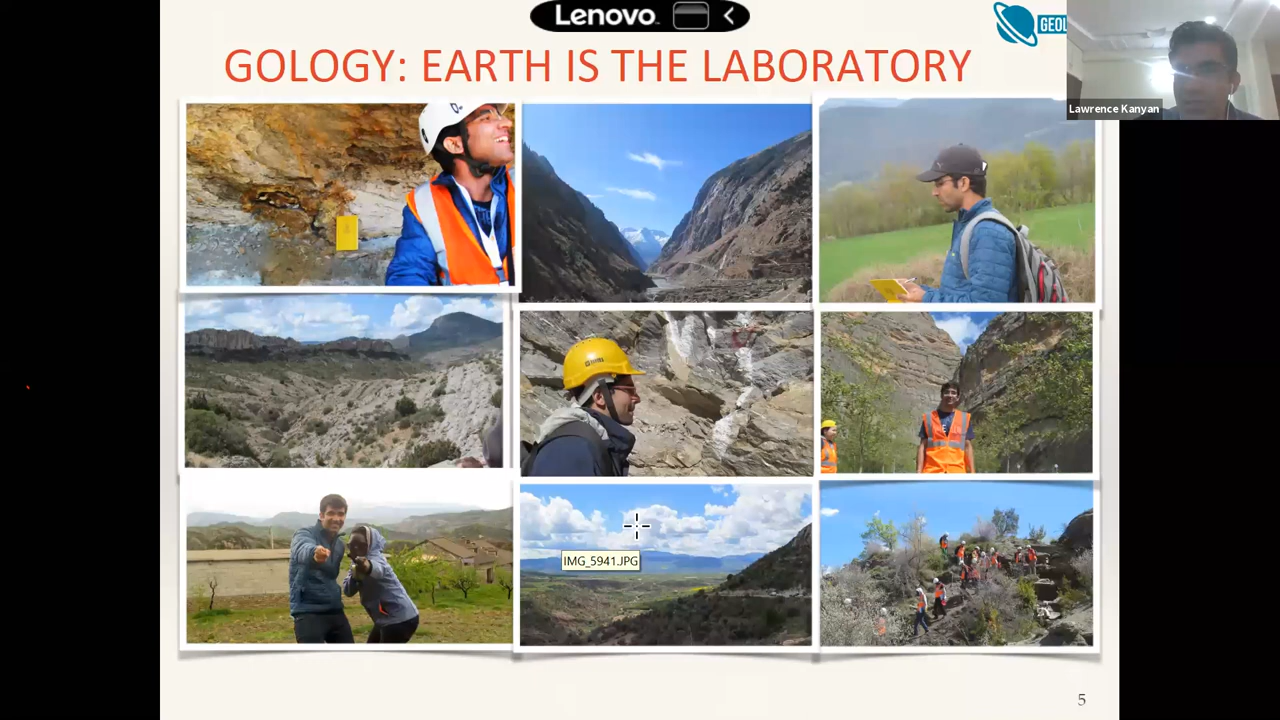 Lenovo
GEOL
GOLOGY: EARTH IS THE LABORATORY
Lawrence Kanyan
IMG_5941.JPG
5